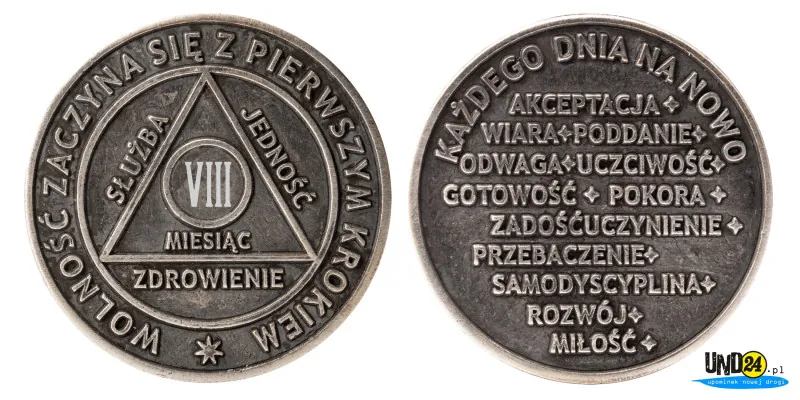 WOLNOŚĆ ZACZYNA SIĘ Z PIERWSZYM KROKIEM
SŁUŻBA
JEDNOŚĆ
VIII
MIESIĄC
ZDROWIENIE
KAŻDEGO DNIA NA NOWO
AKCEPTACJA
WIARA PODDANIE
ODWAGA UCZCIWOŚĆ
GOTOWOŚĆ POKORA
ZADOŚĆUCZYNIENIE
PRZEBACZENIE
SAMODYSCYPLINA
ROZWÓJ
MIŁOŚĆ
UND24.pl
upominek nowej drogi